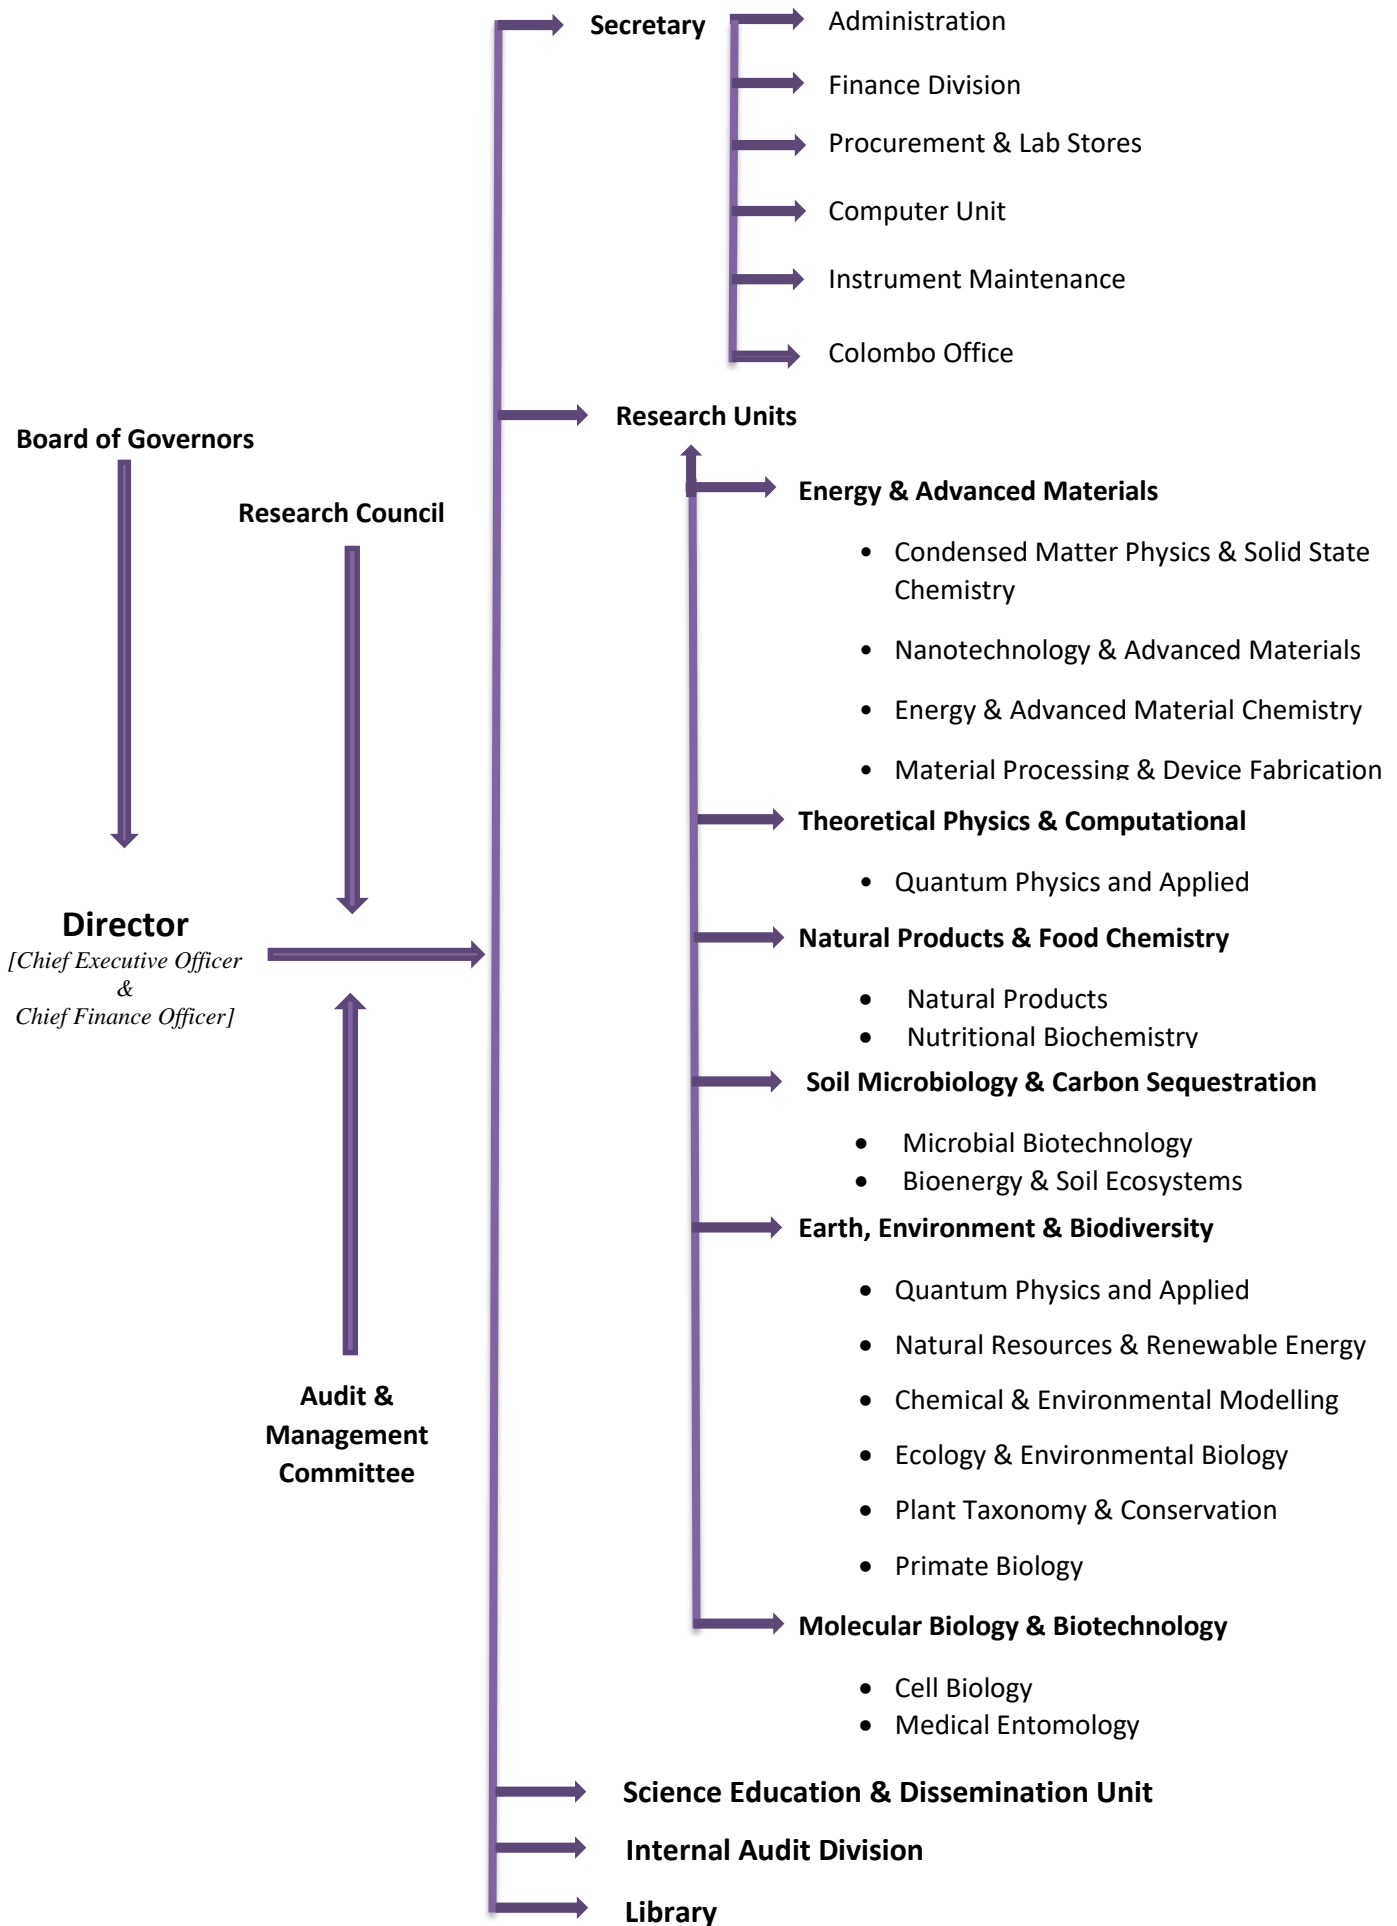 Secretary
Administration
Finance Division
Procurement & Lab Stores
Computer Unit
Instrument Maintenance
Colombo Office
Board of Governors
Research Council
Director
[Chief Executive Officer
&
Chief Finance Officer]
Audit &
Management
Committee
Research Units
Energy & Advanced Materials
• Condensed Matter Physics & Solid State
Chemistry
• Nanotechnology & Advanced Materials
• Energy & Advanced Material Chemistry
• Material Processing & Device Fabrication
Theoretical Physics & Computational
• Quantum Physics and Applied
Natural Products & Food Chemistry
• Natural Products
• Nutritional Biochemistry
Soil Microbiology & Carbon Sequestration
• Microbial Biotechnology
• Bioenergy & Soil Ecosystems
Earth, Environment & Biodiversity
• Quantum Physics and Applied
• Natural Resources & Renewable Energy
• Chemical & Environmental Modelling
• Ecology & Environmental Biology
• Plant Taxonomy & Conservation
• Primate Biology
Molecular Biology & Biotechnology
• Cell Biology
• Medical Entomology
Science Education & Dissemination Unit
Internal Audit Division
Library